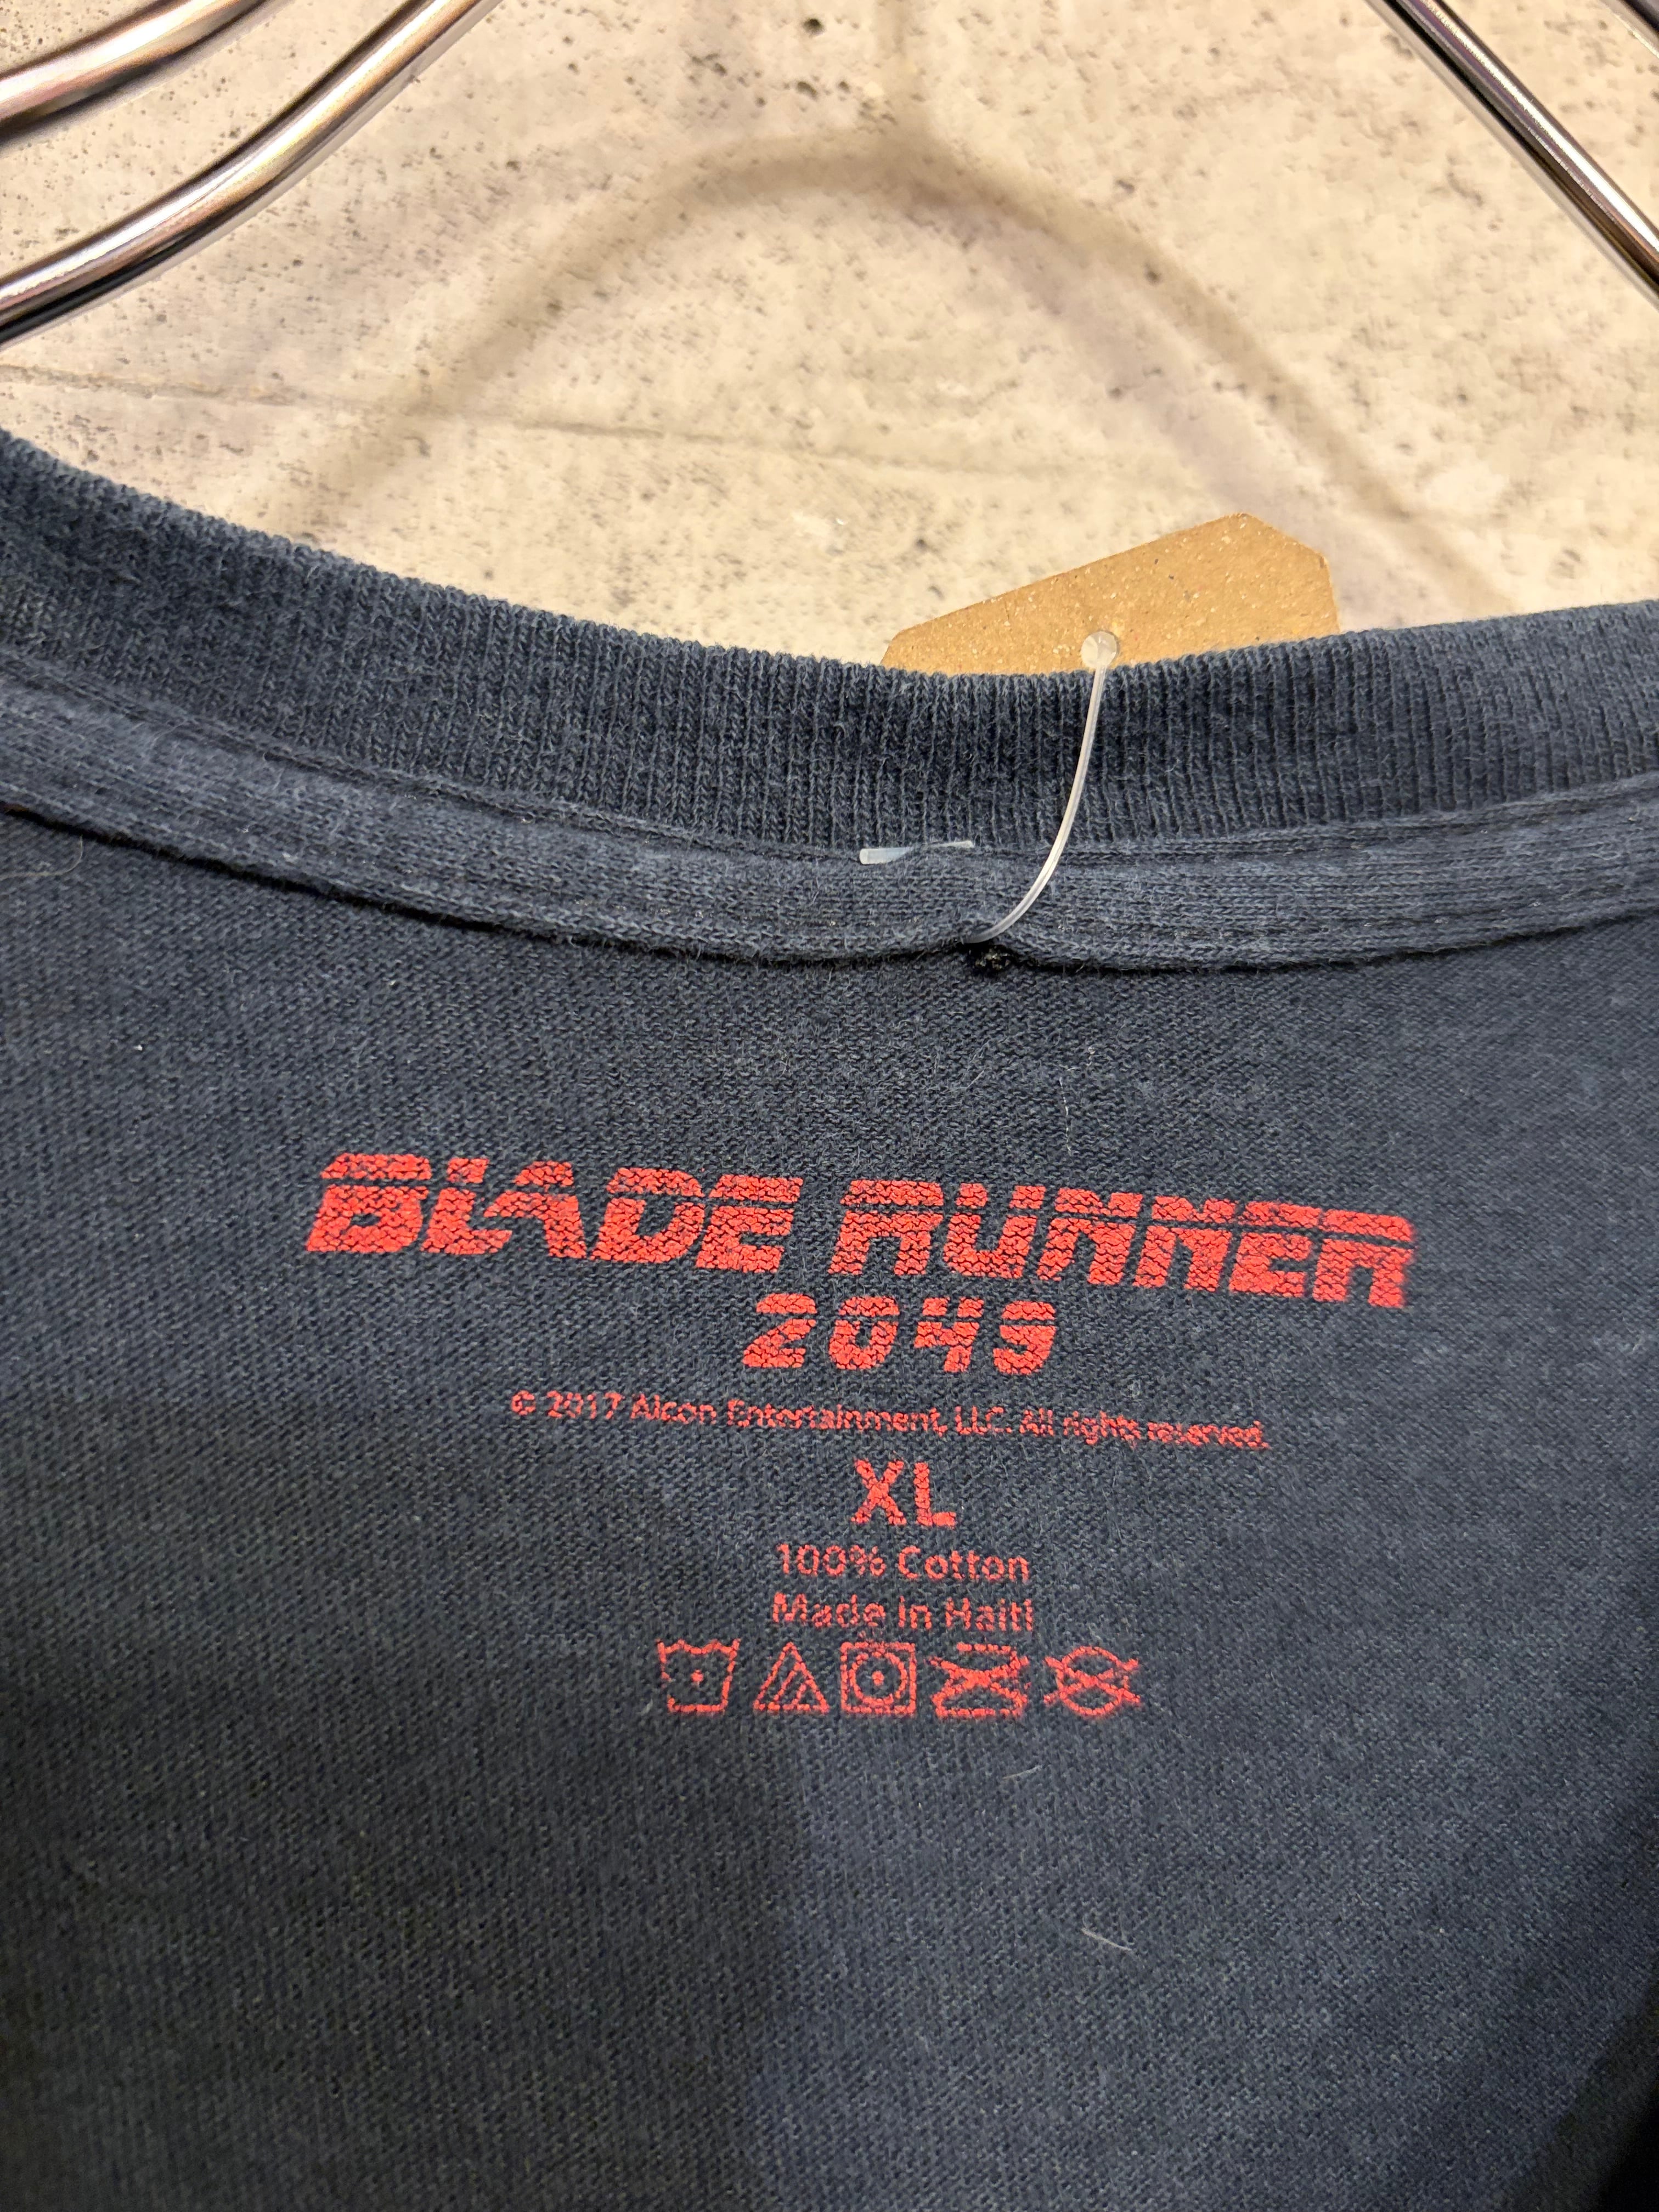 BLADE RUNNER
2049
© 2017 Alcon Entertainment, LLC. All rights reserved.
XL
100% Cotton
Made in Haiti